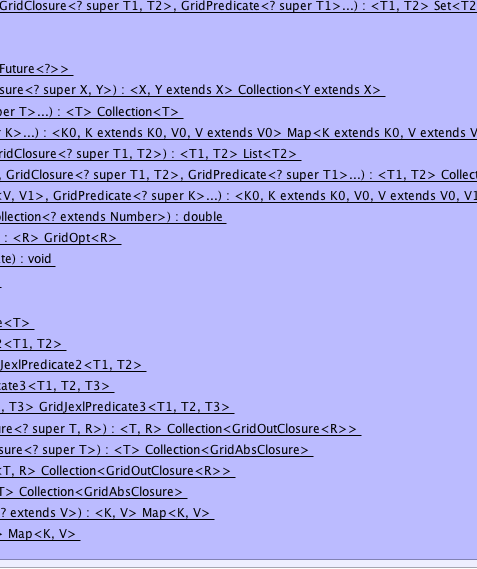 GridClosure<? super T1, T2>, GridPredicate<? super T1>...) : <T1, T2> Set<T2
Future<?>>
sure<? super X, Y>) : <X, Y extends X> Collection<Y extends X>
per T>...) : <T> Collection<T>
r K>...) : <K0, K extends K0, V0, V extends V0> Map<K extends K0, V extends V
ridClosure<? super T1, T2>) : <T1, T2> List<T2>
, GridClosure<? super T1, T2>, GridPredicate<? super T1>...) : <T1, T2> Collect
<V, V1>, GridPredicate<? super K>...) : <K0, K extends K0, V0, V extends V0, V1
ollection<? extends Number>) : double
) : <R> GridOpt<R>
te) : void
e<T>
2<T1, T2>
JexlPredicate2<T1, T2>
cate3<T1, T2, T3>
, T3> GridJexlPredicate3<T1, T2, T3>
ure<? super T, R>) : <T, R> Collection<GridOutClosure<R>>
sure<? super T>) : <T> Collection<GridAbsClosure>
<T, R> Collection<GridOutClosure<R>>
T> Collection<GridAbsClosure>
? extends V>) : <K, V> Map<K, V>
> Map<K, V>